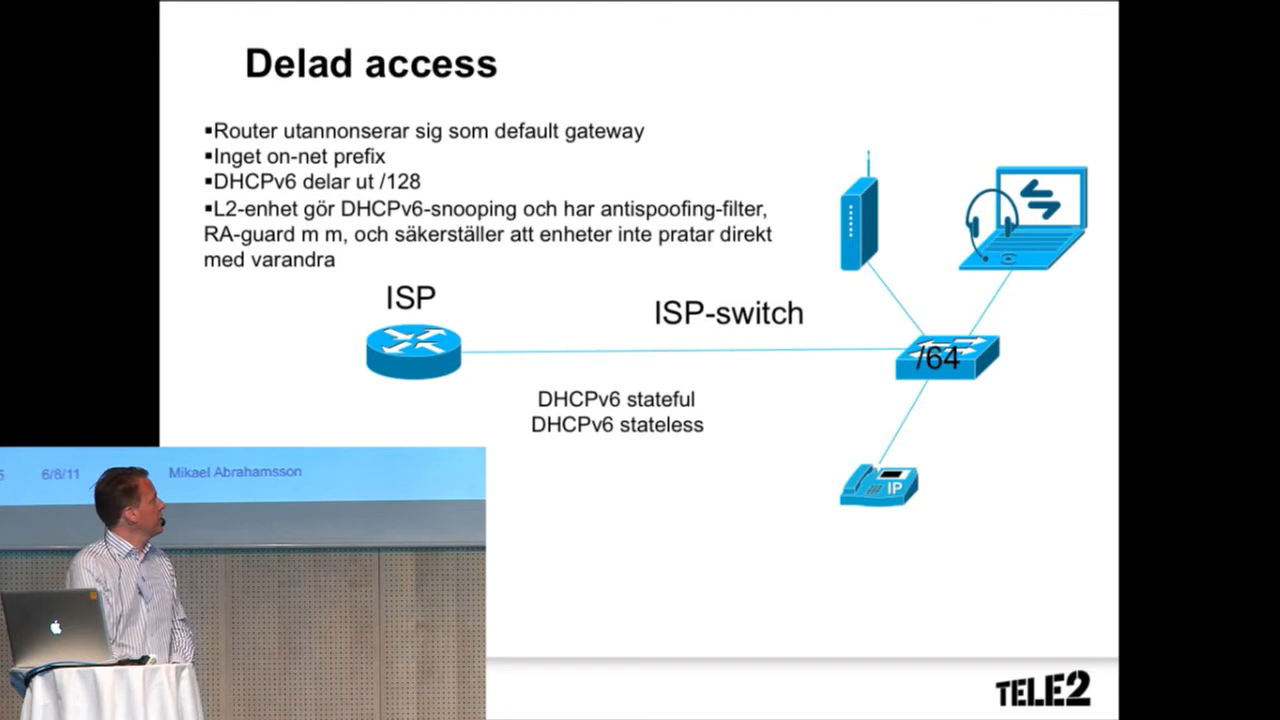 Delad access
▪Router utannonserar sig som default gateway
▪Inget on-net prefix
▪DHCPv6 delar ut /128
▪L2-enhet gör DHCPv6-snooping och har antispoofing-filter,
RA-guard m m, och säkerställer att enheter inte pratar direkt
med varandra
ISP
ISP-switch
/64
DHCPv6 stateful
DHCPv6 stateless
IP
5 6/8/11 Mikael Abrahamsson
TELE2